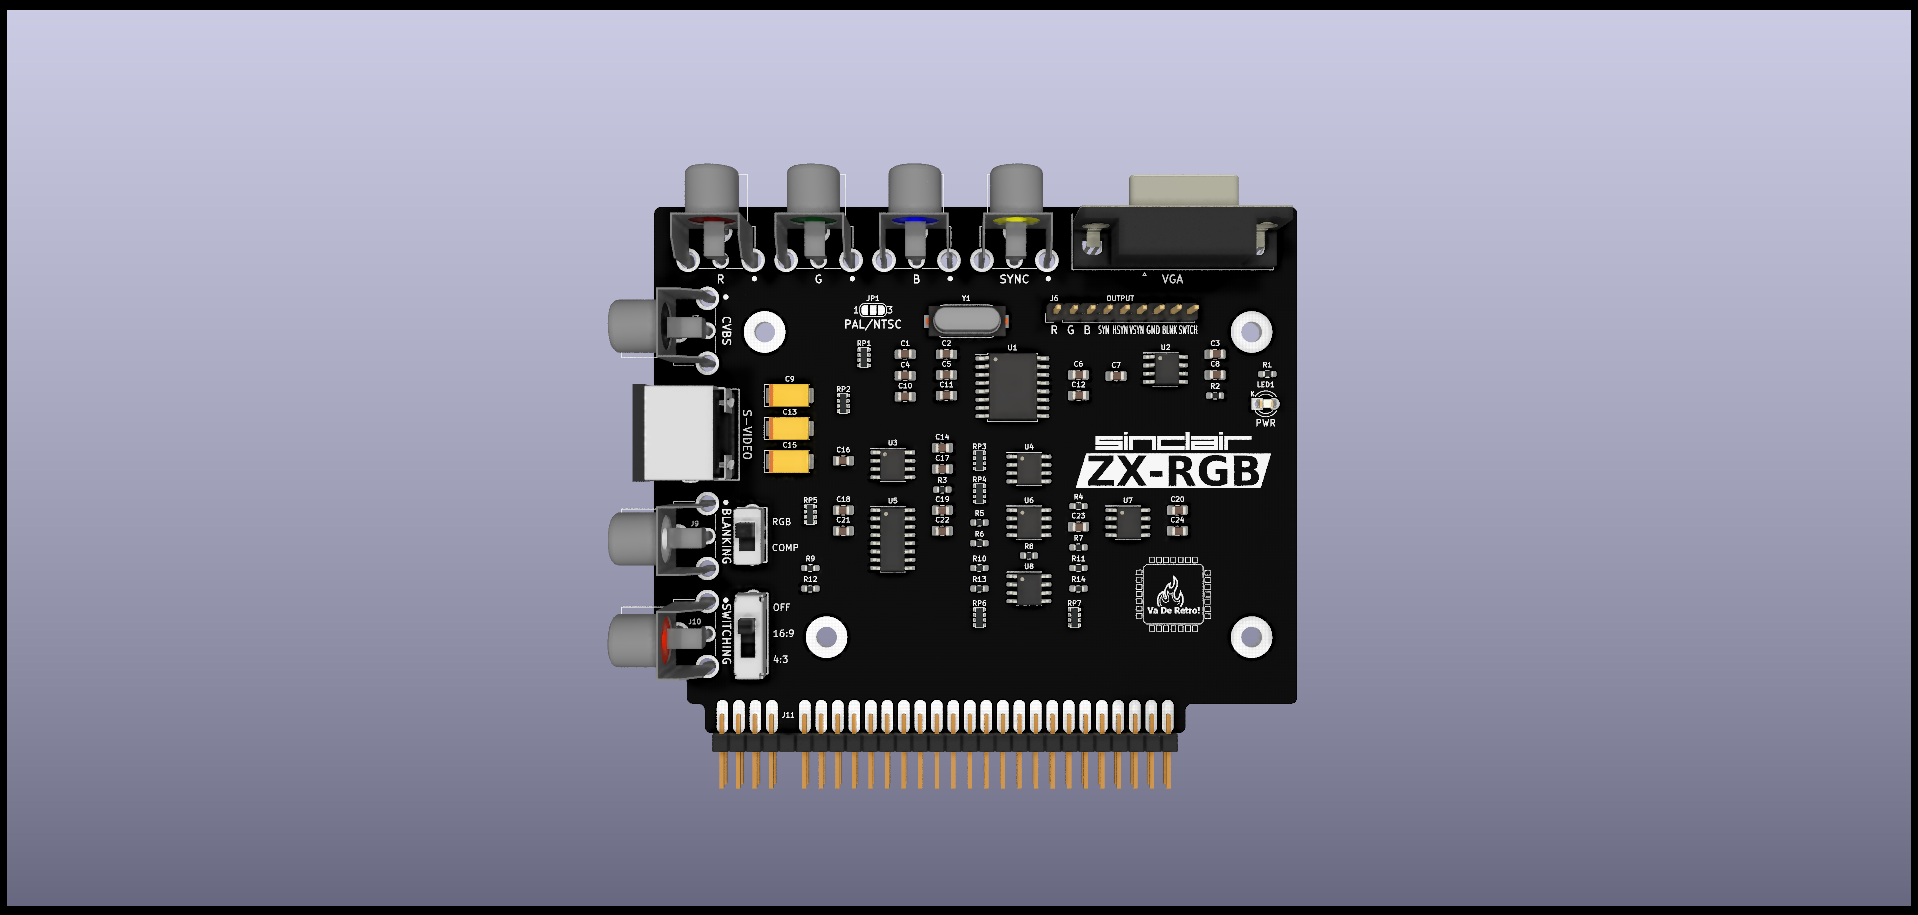 R
G
B
SYNC
VGA
CVBS
JP1
1
3
PAL/NTSC
Y1
J6
OUTPUT
R G B SYN HSYN VSYN GND BLNK SWTCH
RP1
C1
C2
U1
U2
C3
C4
C5
C6
C7
C8
R1
C9
RP2
C10
C11
C12
R2
LED1
K
PWR
S-VIDEO
C13
C15
C14
C16
U3
C17
RP3
U4
sinclair
ZX-RGB
R3
RP4
BLANKING
J9
RGB
COMP
RP5
C18
C21
U5
C19
C22
R5
R6
U6
R4
C23
R7
U7
C20
C24
R8
R9
R12
R10
R13
U8
R11
R14
RP6
RP7
Va De Retro!
SWITCHING
J10
OFF
16:9
4:3
J11